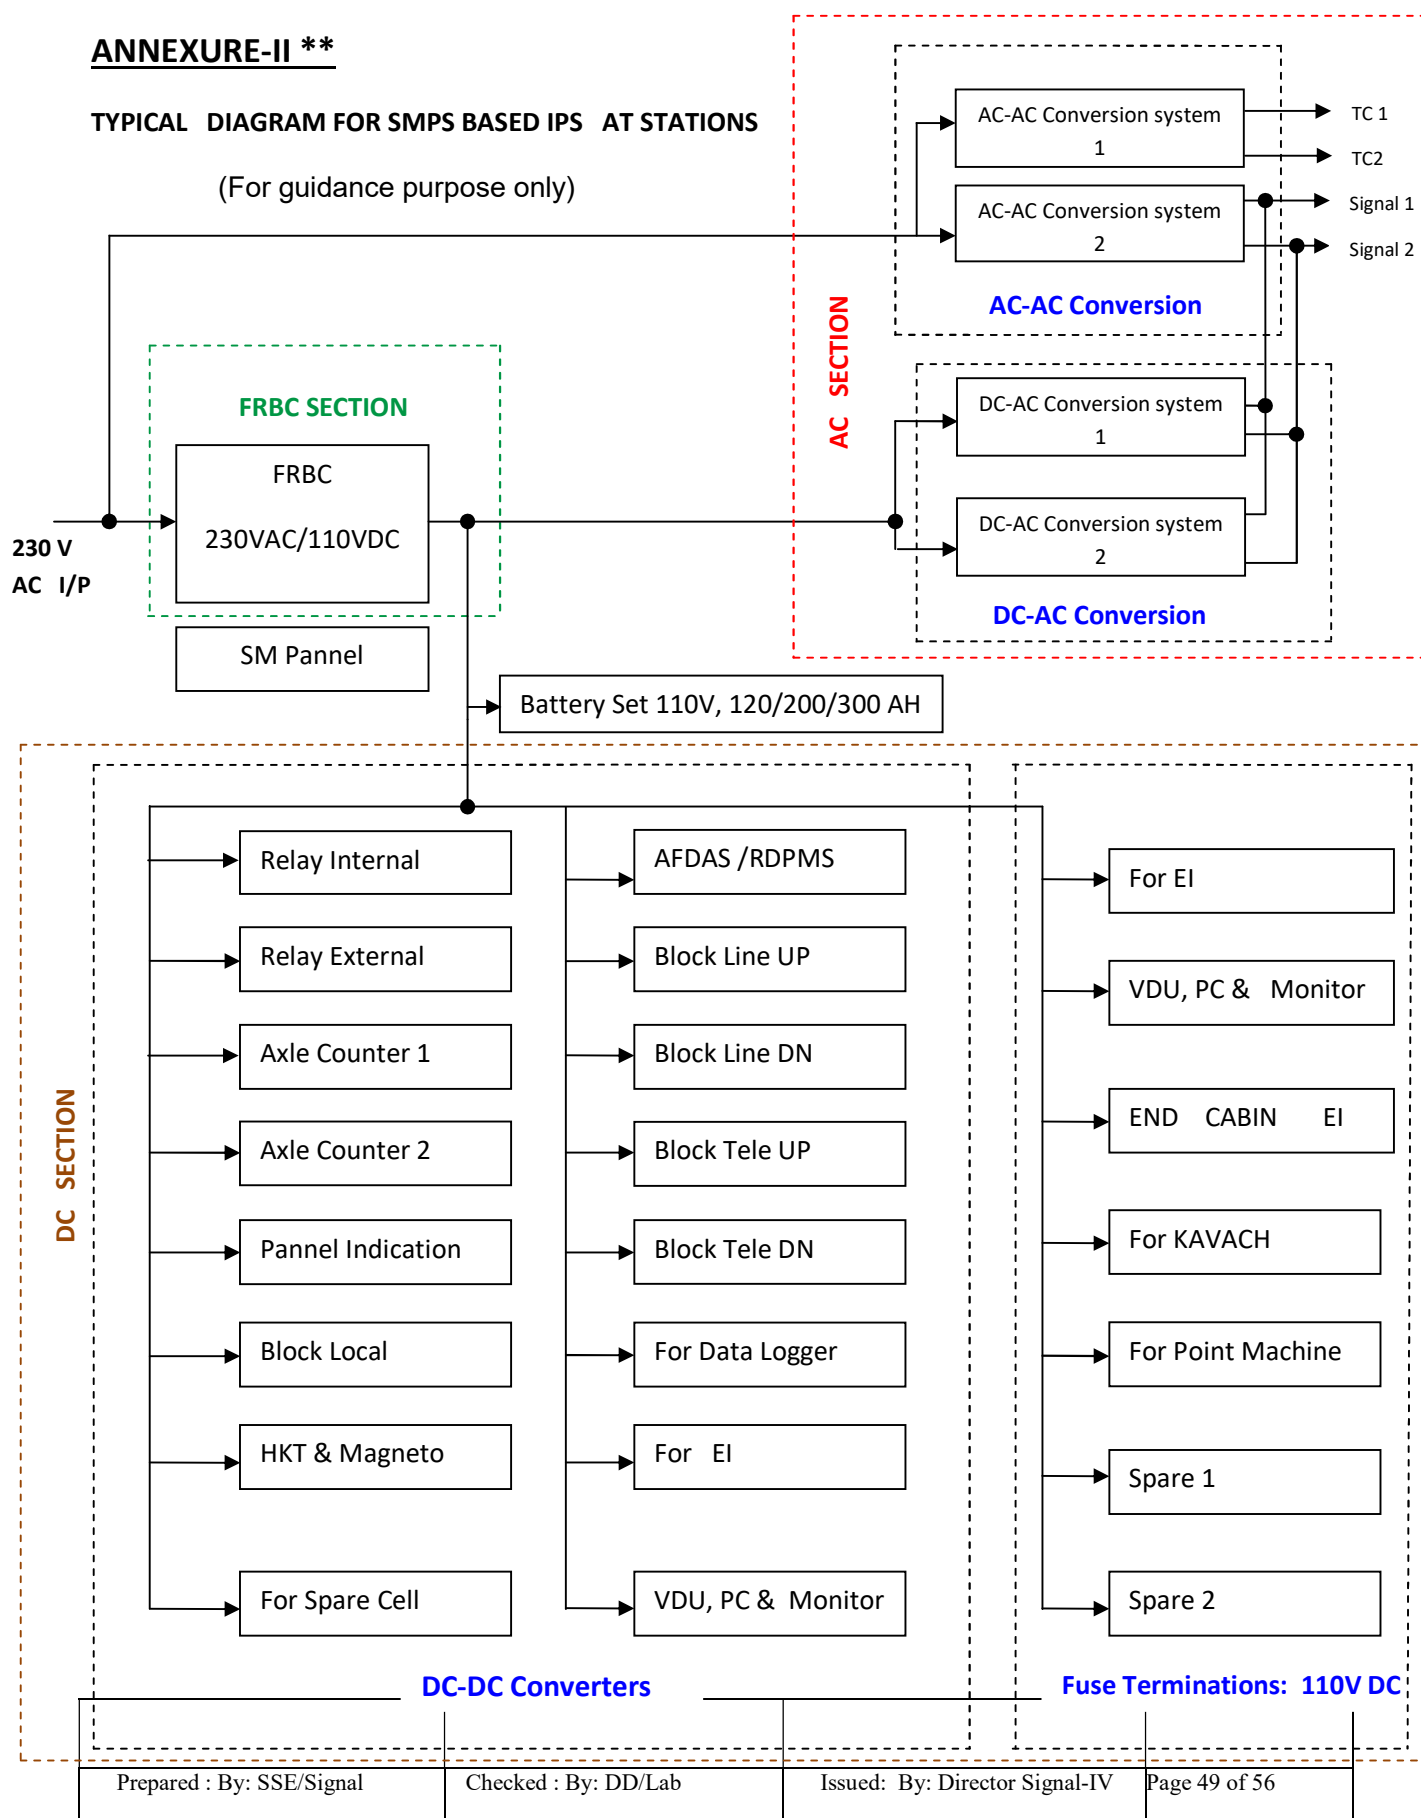 ANNEXURE-II **
TYPICAL DIAGRAM FOR SMPS BASED IPS AT STATIONS
(For guidance purpose only)
AC-AC Conversion system
1
TC 1
TC2
AC-AC Conversion system
2
Signal 1
Signal 2
AC-AC Conversion
AC SECTION
DC-AC Conversion system
1
DC-AC Conversion system
2
DC-AC Conversion
FRBC SECTION
FRBC
230VAC/110VDC
230 V
AC I/P
SM Pannel
Battery Set 110V, 120/200/300 AH
DC SECTION
Relay Internal
Relay External
Axle Counter 1
Axle Counter 2
Pannel Indication
Block Local
HKT & Magneto
For Spare Cell
AFDAS /RDPMS
Block Line UP
Block Line DN
Block Tele UP
Block Tele DN
For Data Logger
For EI
VDU, PC & Monitor
DC-DC Converters
For EI
VDU, PC & Monitor
END CABIN EI
For KAVACH
For Point Machine
Spare 1
Spare 2
Fuse Terminations: 110V DC
Prepared : By: SSE/Signal
Checked : By: DD/Lab
Issued: By: Director Signal-IV
Page 49 of 56